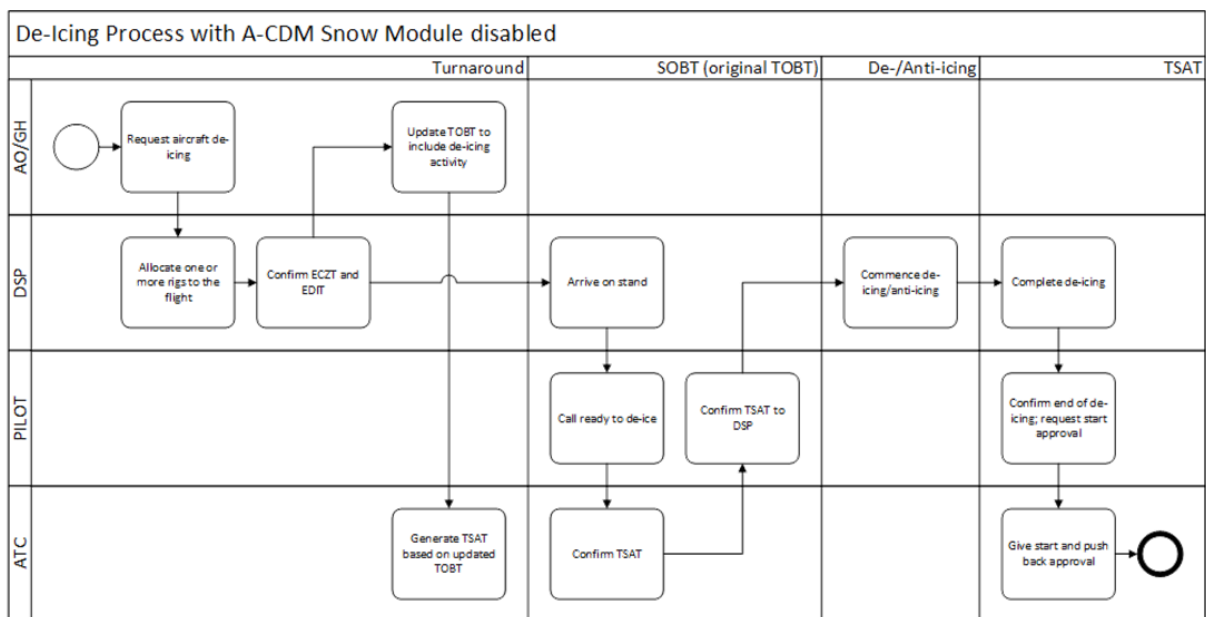 De-Icing Process with A-CDM Snow Module disabled
Turnaround
SOBT (original TOBT)
De-/Anti-icing
TSAT
AO/GH
Request aircraft de-
icing
Update TOBT to
include de-icing
activity
DSP
Allocate one or
more rigs to the
flight
Confirm ECZT and
EDIT
Arrive on stand
Commence de-
icing/anti-icing
Complete de-icing
PILOT
Call ready to de-ice
Confirm TSAT to
DSP
Confirm end of de-
icing; request start
approval
ATC
Generate TSAT
based on updated
TOBT
Confirm TSAT
Give start and push
back approval